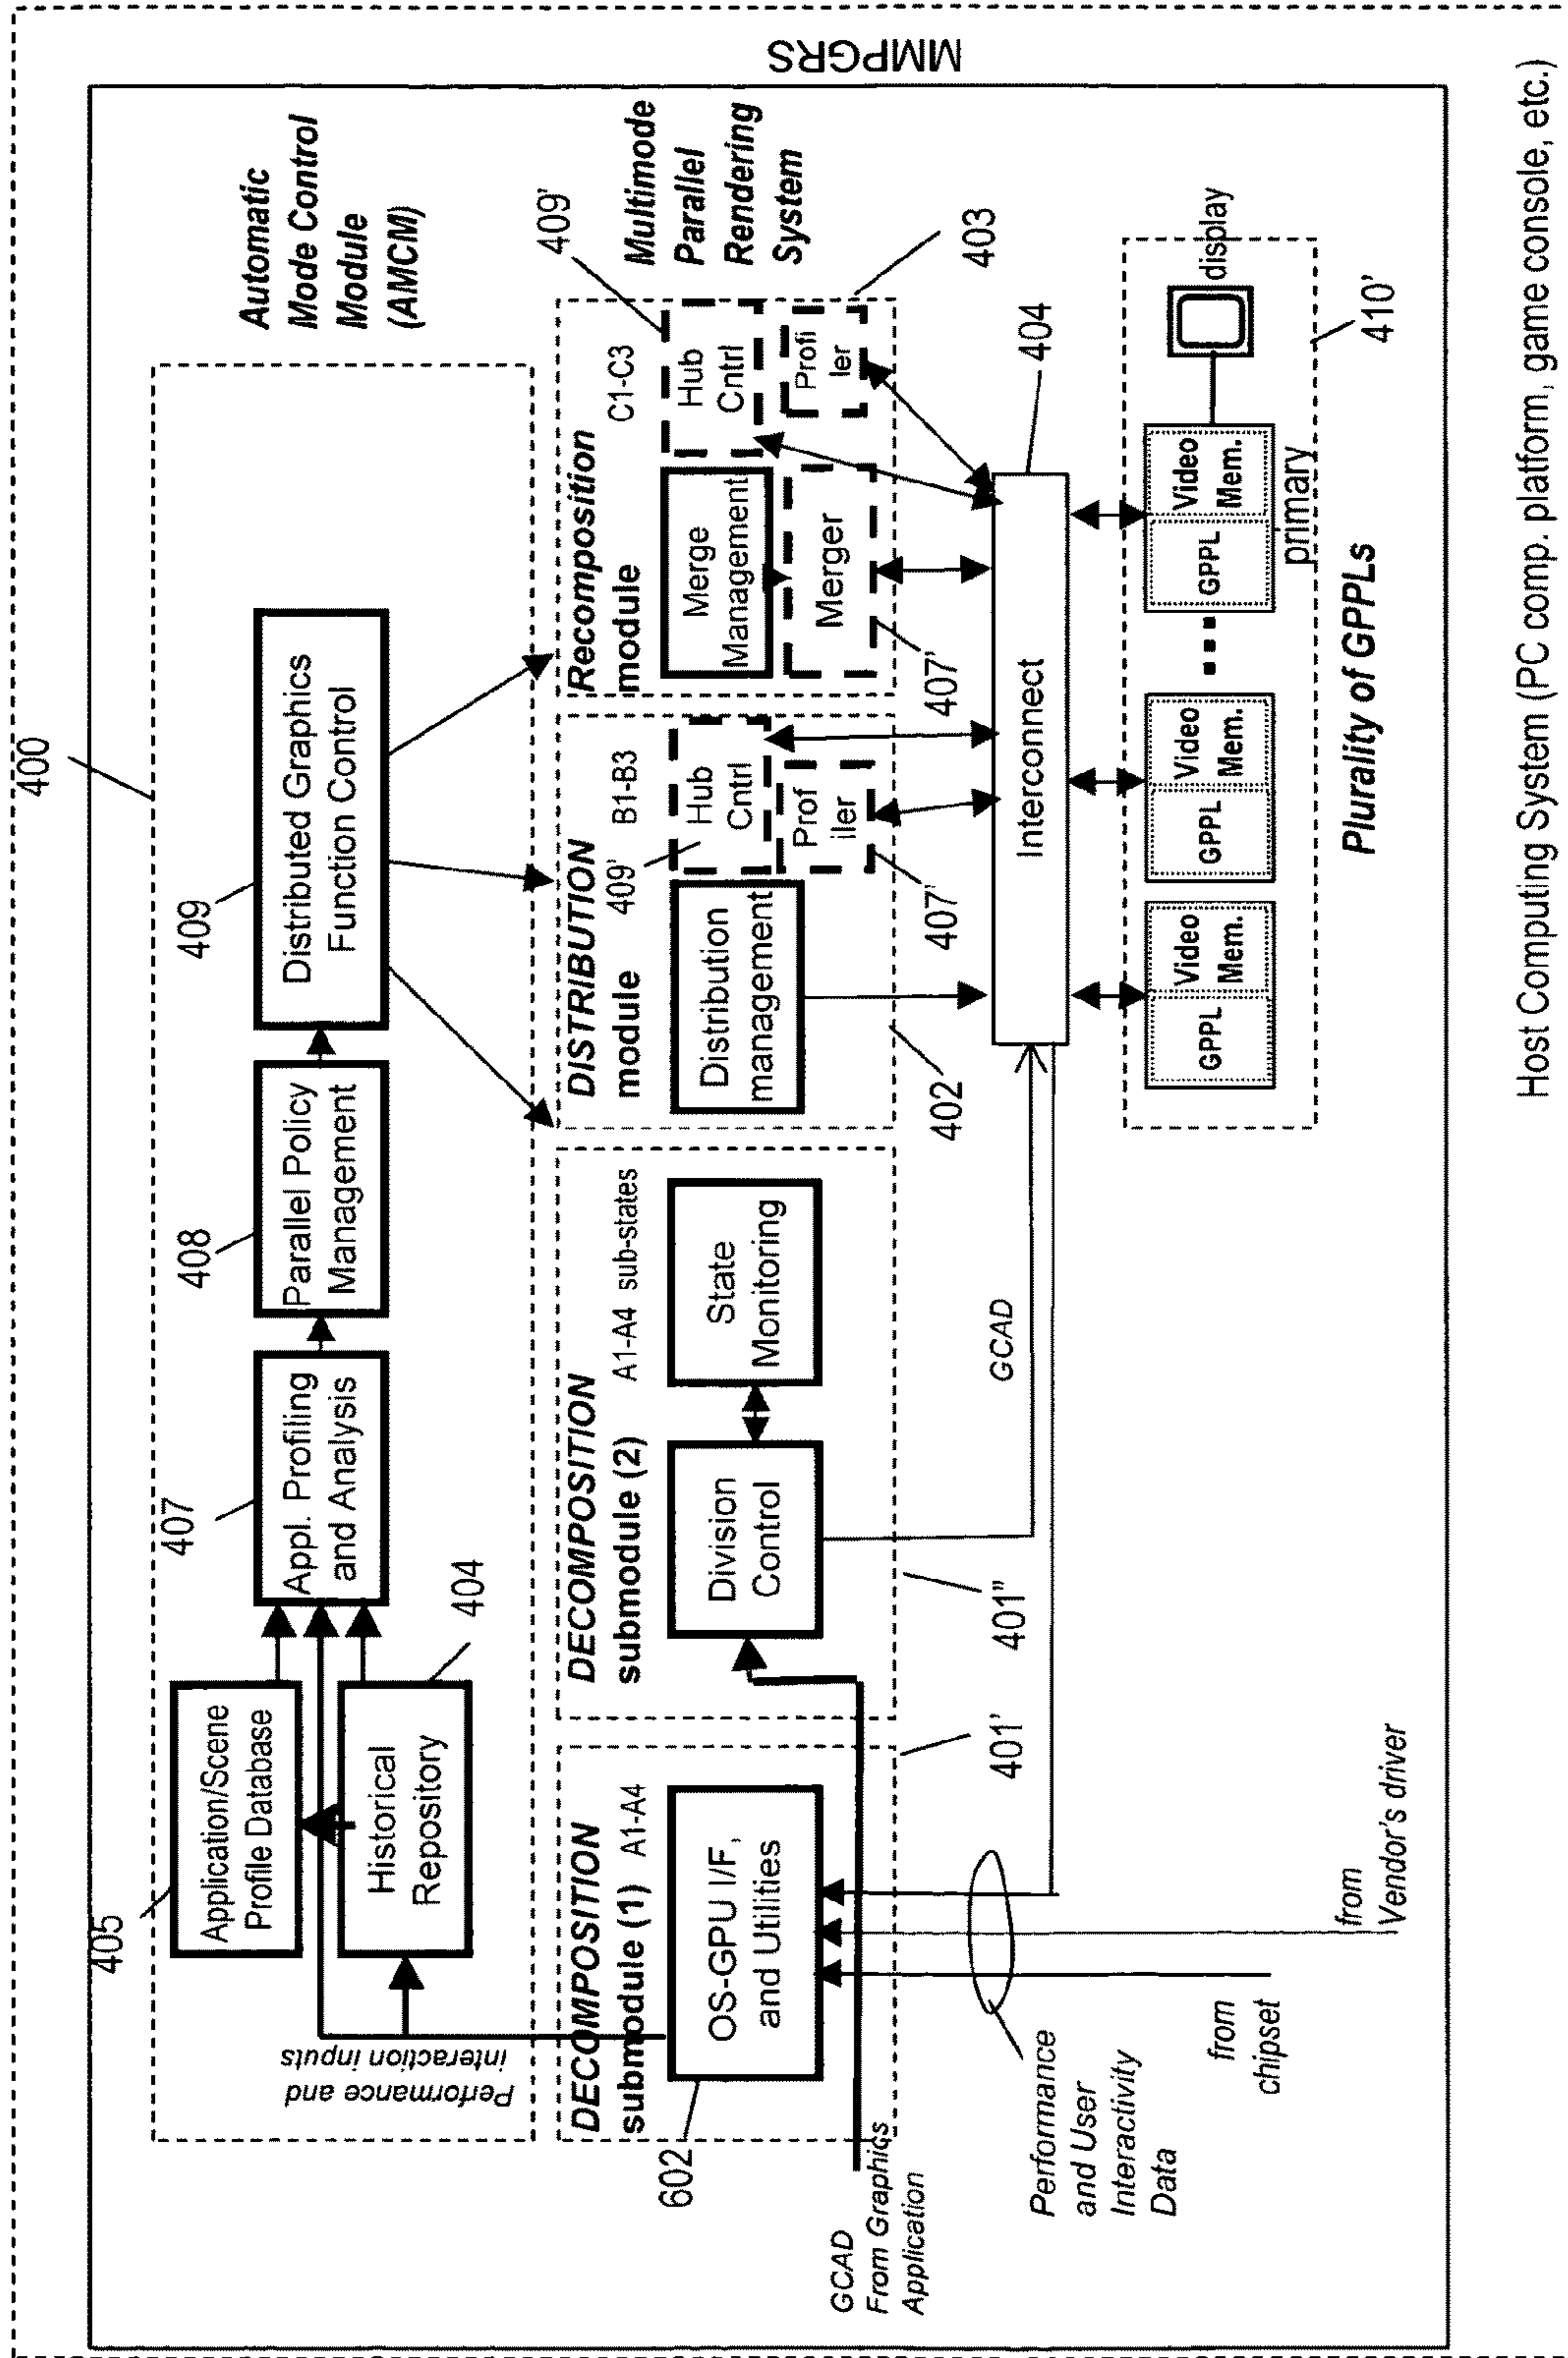 400
Automatic
Mode Control
Module
(AMCM)
405
Application/Scene
Profile Database
Historical
Repository
404
Performance and
interaction inputs
407
Appl. Profiling
and Analysis
408
Parallel Policy
Management
409
Distributed Graphics
Function Control
MMPGRS
DECOMPOSITION
submodule (1) A1-A4
OS-GPU I/F,
and Utilities
602
401'
DECOMPOSITION
submodule (2) A1-A4 sub-states
Division
Control
State
Monitoring
401"
DISTRIBUTION
module 409' B1-B3
Distribution
management
Hub
Cntrl
Prof
iler
407'
402
Recomposition
module
C1-C3
Merge
Management
Merger
407'
Hub
Cntrl
Profi
ler
409'
403
Multimode
Parallel
Rendering
System
GCAD
From Graphics
Application
GCAD
Interconnect
404
Performance
and User
Interactivity
Data
from
chipset
from
Vendor's driver
GPPL
Video
Mem.
GPPL
Video
Mem.
GPPL
Video
Mem.
primary
display
410'
Plurality of GPPLs
Host Computing System (PC comp. platform, game console, etc.)